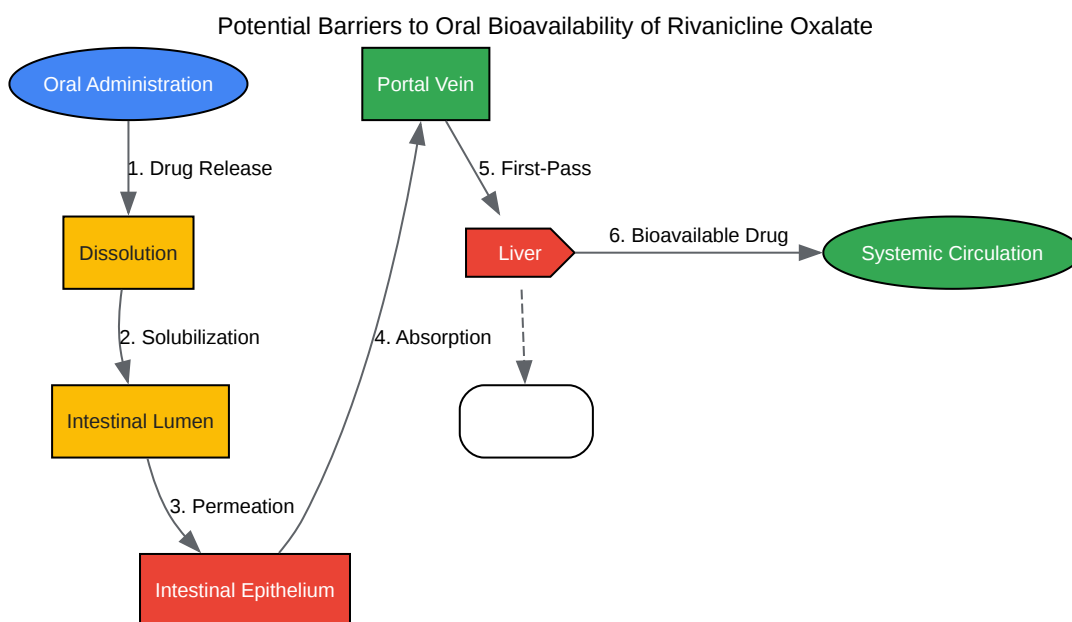 Potential Barriers to Oral Bioavailability of Rivanicline Oxalate
Oral Administration
1. Drug Release
Dissolution
2. Solubilization
Intestinal Lumen
3. Permeation
Intestinal Epithelium
4. Absorption
Portal Vein
5. First-Pass
Liver
6. Bioavailable Drug
Systemic Circulation